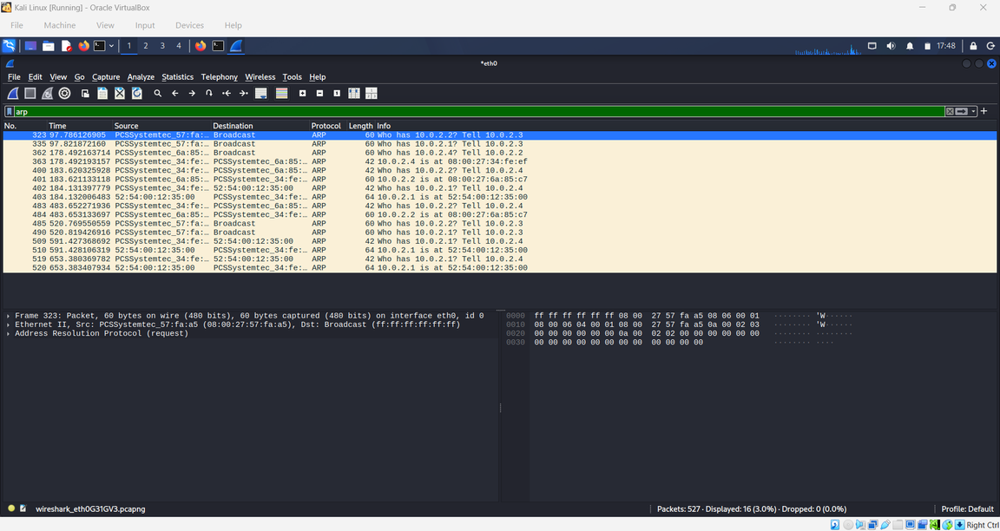 Kali Linux [Running] - Oracle VirtualBox
File Machine View Input Devices Help
1 2 3 4 17:48
*eth0
File Edit View Go Capture Analyze Statistics Telephony Wireless Tools Help
arp
No. Time Source Destination Protocol Length Info
323 97.786126905 PCSSystemtec_57:fa:… Broadcast ARP 60 Who has 10.0.2.2? Tell 10.0.2.3
335 97.821872160 PCSSystemtec_57:fa:… Broadcast ARP 60 Who has 10.0.2.2? Tell 10.0.2.3
362 178.492163714 PCSSystemtec_6a:85:… Broadcast ARP 60 Who has 10.0.2.4? Tell 10.0.2.2
363 178.492193157 PCSSystemtec_34:fe:… PCSSystemtec_6a:85:… ARP 42 10.0.2.4 is at 08:00:27:34:fe:ef
400 183.620325928 PCSSystemtec_34:fe:… PCSSystemtec_6a:85:… ARP 42 Who has 10.0.2.2? Tell 10.0.2.4
401 183.621133118 PCSSystemtec_6a:85:… PCSSystemtec_34:fe:… ARP 60 10.0.2.2 is at 08:00:27:6a:85:c7
402 184.131397779 PCSSystemtec_34:fe:… 52:54:00:12:35:00 ARP 42 Who has 10.0.2.1? Tell 10.0.2.4
403 184.132006483 52:54:00:12:35:00 PCSSystemtec_34:fe:… ARP 64 10.0.2.1 is at 52:54:00:12:35:00
483 483.652271936 PCSSystemtec_34:fe:… PCSSystemtec_6a:85:… ARP 42 Who has 10.0.2.2? Tell 10.0.2.4
484 483.653133697 PCSSystemtec_6a:85:… PCSSystemtec_34:fe:… ARP 60 10.0.2.2 is at 08:00:27:6a:85:c7
485 520.769550559 PCSSystemtec_57:fa:… Broadcast ARP 60 Who has 10.0.2.2? Tell 10.0.2.3
490 520.819426916 PCSSystemtec_57:fa:… Broadcast ARP 60 Who has 10.0.2.1? Tell 10.0.2.3
509 591.427368692 PCSSystemtec_34:fe:… 52:54:00:12:35:00 ARP 42 Who has 10.0.2.1? Tell 10.0.2.4
510 591.428106319 52:54:00:12:35:00 PCSSystemtec_34:fe:… ARP 64 10.0.2.1 is at 52:54:00:12:35:00
519 653.380369782 PCSSystemtec_34:fe:… 52:54:00:12:35:00 ARP 42 Who has 10.0.2.1? Tell 10.0.2.4
520 653.383407934 52:54:00:12:35:00 PCSSystemtec_34:fe:… ARP 64 10.0.2.1 is at 52:54:00:12:35:00
Frame 323: Packet, 60 bytes on wire (480 bits), 60 bytes captured (480 bits) on interface eth0, id 0
Ethernet II, Src: PCSSystemtec_57:fa:a5 (08:00:27:57:fa:a5), Dst: Broadcast (ff:ff:ff:ff:ff:ff)
Address Resolution Protocol (request)
0000 ff ff ff ff ff ff 08 00 27 57 fa a5 08 06 00 01 ········ 'W······
0010 08 00 06 04 00 01 08 00 27 57 fa a5 0a 00 02 03 ········ 'W······
0020 00 00 00 00 00 00 0a 00 02 02 00 00 00 00 00 00 ········ ········
0030 00 00 00 00 00 00 00 00 00 00 00 00 ········ ····
wireshark_eth0G31GV3.pcapng Packets: 527 · Displayed: 16 (3.0%) · Dropped: 0 (0.0%) Profile: Default
Right Ctrl